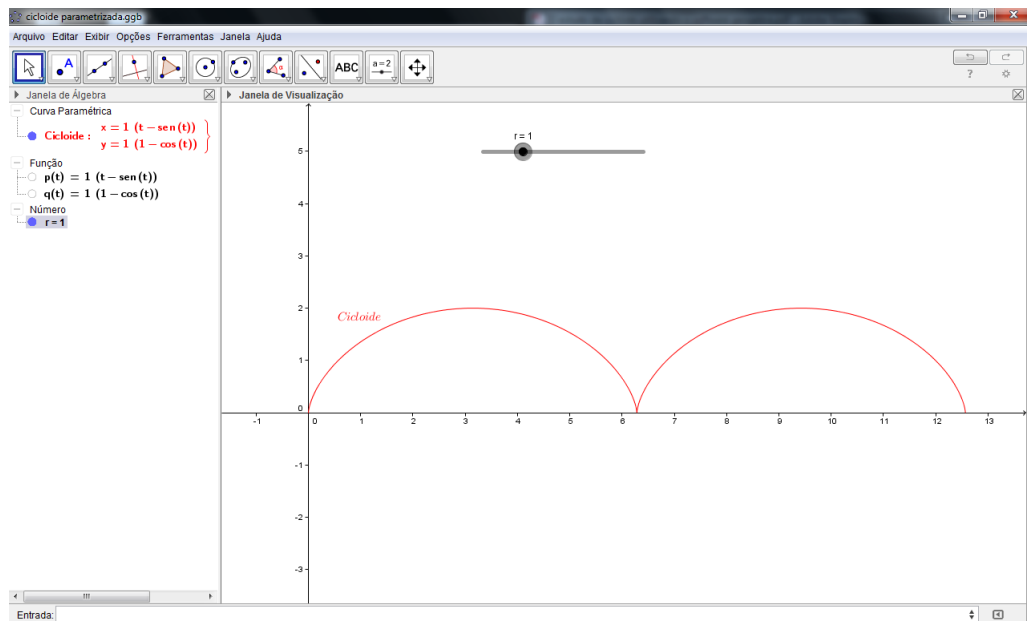 cicloide parametrizada.ggb
Arquivo Editar Exibir Opções Ferramentas Janela Ajuda
ABC
a=2
?
Janela de Álgebra
Curva Paramétrica
Cicloide : x = 1 (t − sen(t))
y = 1 (1 − cos(t))
Função
p(t) = 1 (t − sen(t))
q(t) = 1 (1 − cos(t))
Número
r = 1
Janela de Visualização
r = 1
5
4
3
2
Cicloide
1
0
-1 0 1 2 3 4 5 6 7 8 9 10 11 12 13
-1
-2
-3
Entrada: